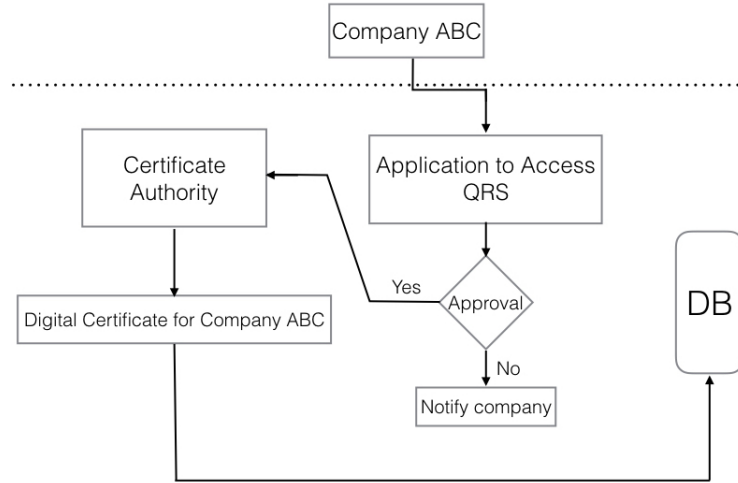 Company ABC
Certificate
Authority
Application to Access
QRS
Yes
Approval
DB
Digital Certificate for Company ABC
No
Notify company